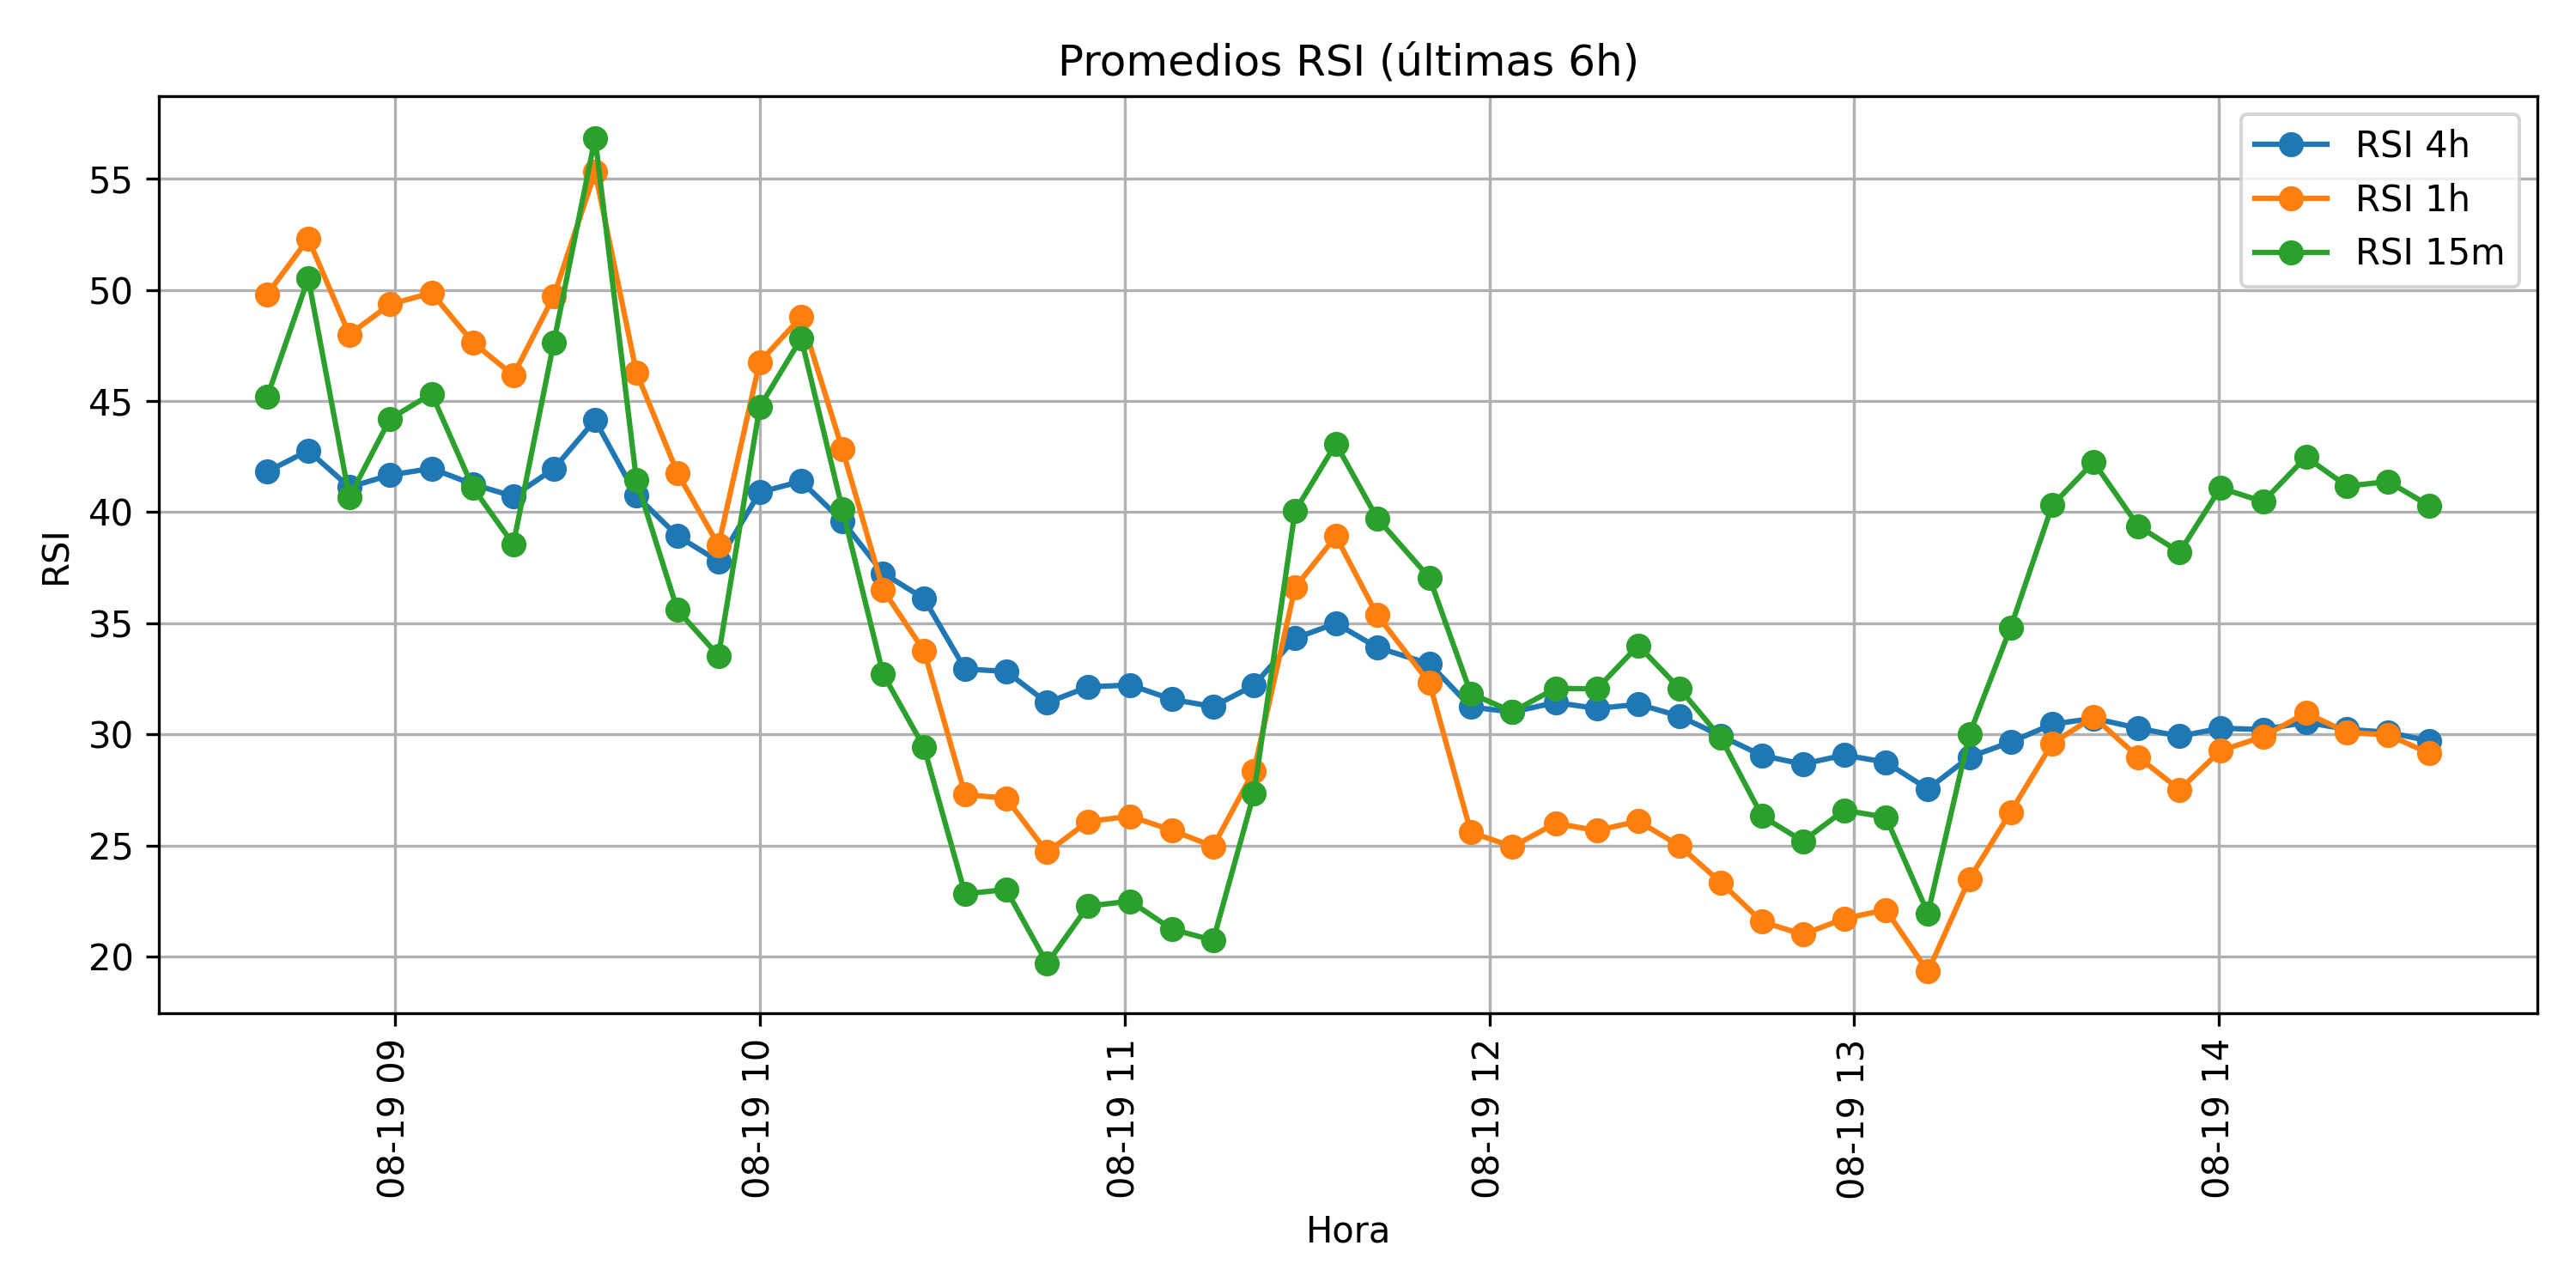 Promedios RSI (últimas 6h)
RSI 4h
RSI 1h
RSI 15m
RSI
55
50
45
40
35
30
25
20
08-19 09
08-19 10
08-19 11
08-19 12
08-19 13
08-19 14
Hora